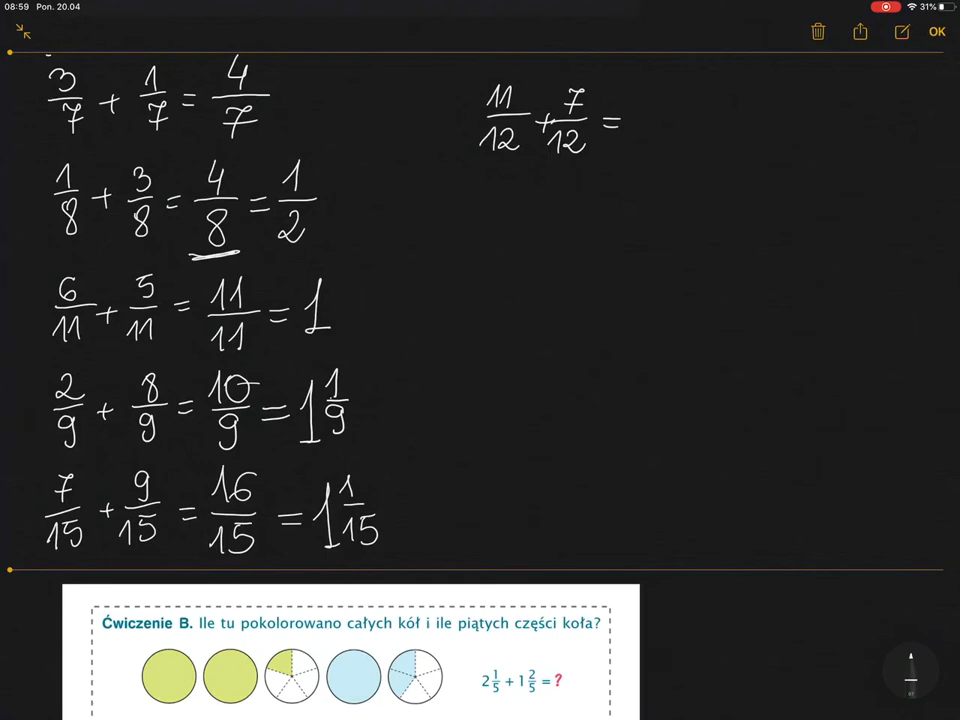 08:59 Pon. 20.04 31%
OK
3/7 + 1/7 = 4/7
1/8 + 3/8 = 4/8 = 1/2
6/11 + 5/11 = 11/11 = 1
2/9 + 8/9 = 10/9 = 1 1/9
7/15 + 9/15 = 16/15 = 1 1/15
11/12 + 7/12 =
Ćwiczenie B. Ile tu pokolorowano całych kół i ile piątych części koła?
2 1/5 + 1 2/5 = ?